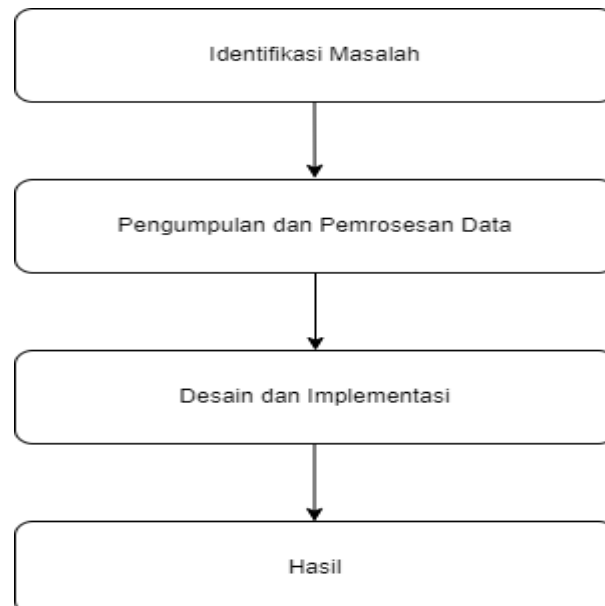 Identifikasi Masalah
Pengumpulan dan Pemrosesan Data
Desain dan Implementasi
Hasil